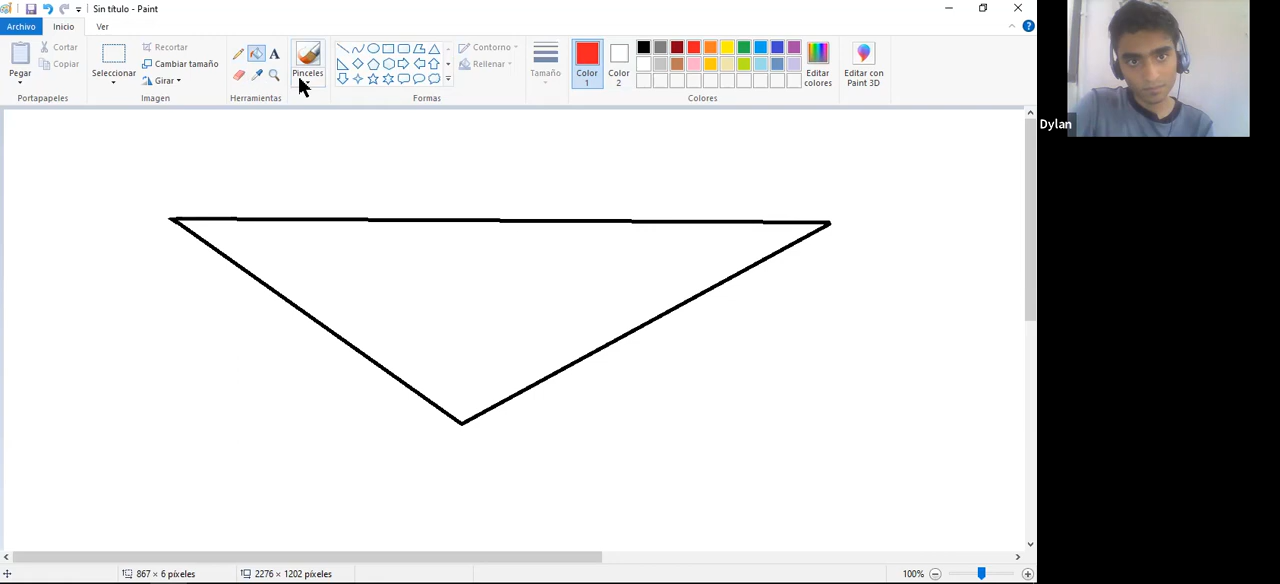 Sin título - Paint
Archivo Inicio Ver
Pegar
Cortar
Copiar
Portapapeles
Seleccionar
Recortar
Cambiar tamaño
Girar
Imagen
A
Herramientas
Pinceles
Contorno
Rellenar
Formas
Tamaño
Color 1
Color 2
Editar colores
Colores
Editar con Paint 3D
Dylan
867 × 6 píxeles
2276 × 1202 píxeles
100%